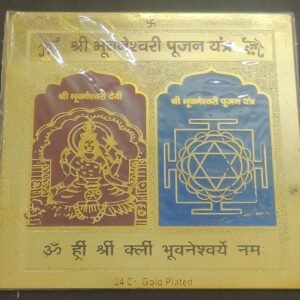 ॐ श्री भूवनेश्वरी पूजन यंत्र ॐ
श्री भूवनेश्वरी देवी
श्री भूवनेश्वरी पूजन यंत्र
ॐ ह्रीं श्रीं क्लीं भूवनेश्वर्ये नम
24 Ct Gold Plated